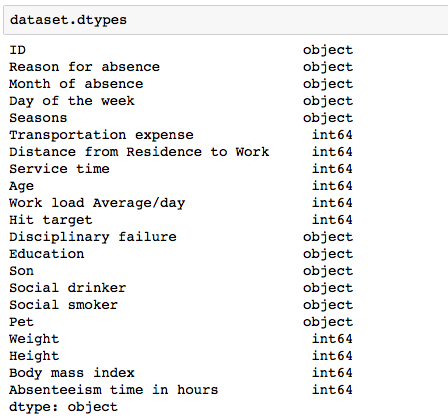 dataset.dtypes
ID object
Reason for absence object
Month of absence object
Day of the week object
Seasons object
Transportation expense int64
Distance from Residence to Work int64
Service time int64
Age int64
Work load Average/day int64
Hit target int64
Disciplinary failure object
Education object
Son object
Social drinker object
Social smoker object
Pet object
Weight int64
Height int64
Body mass index int64
Absenteeism time in hours int64
dtype: object